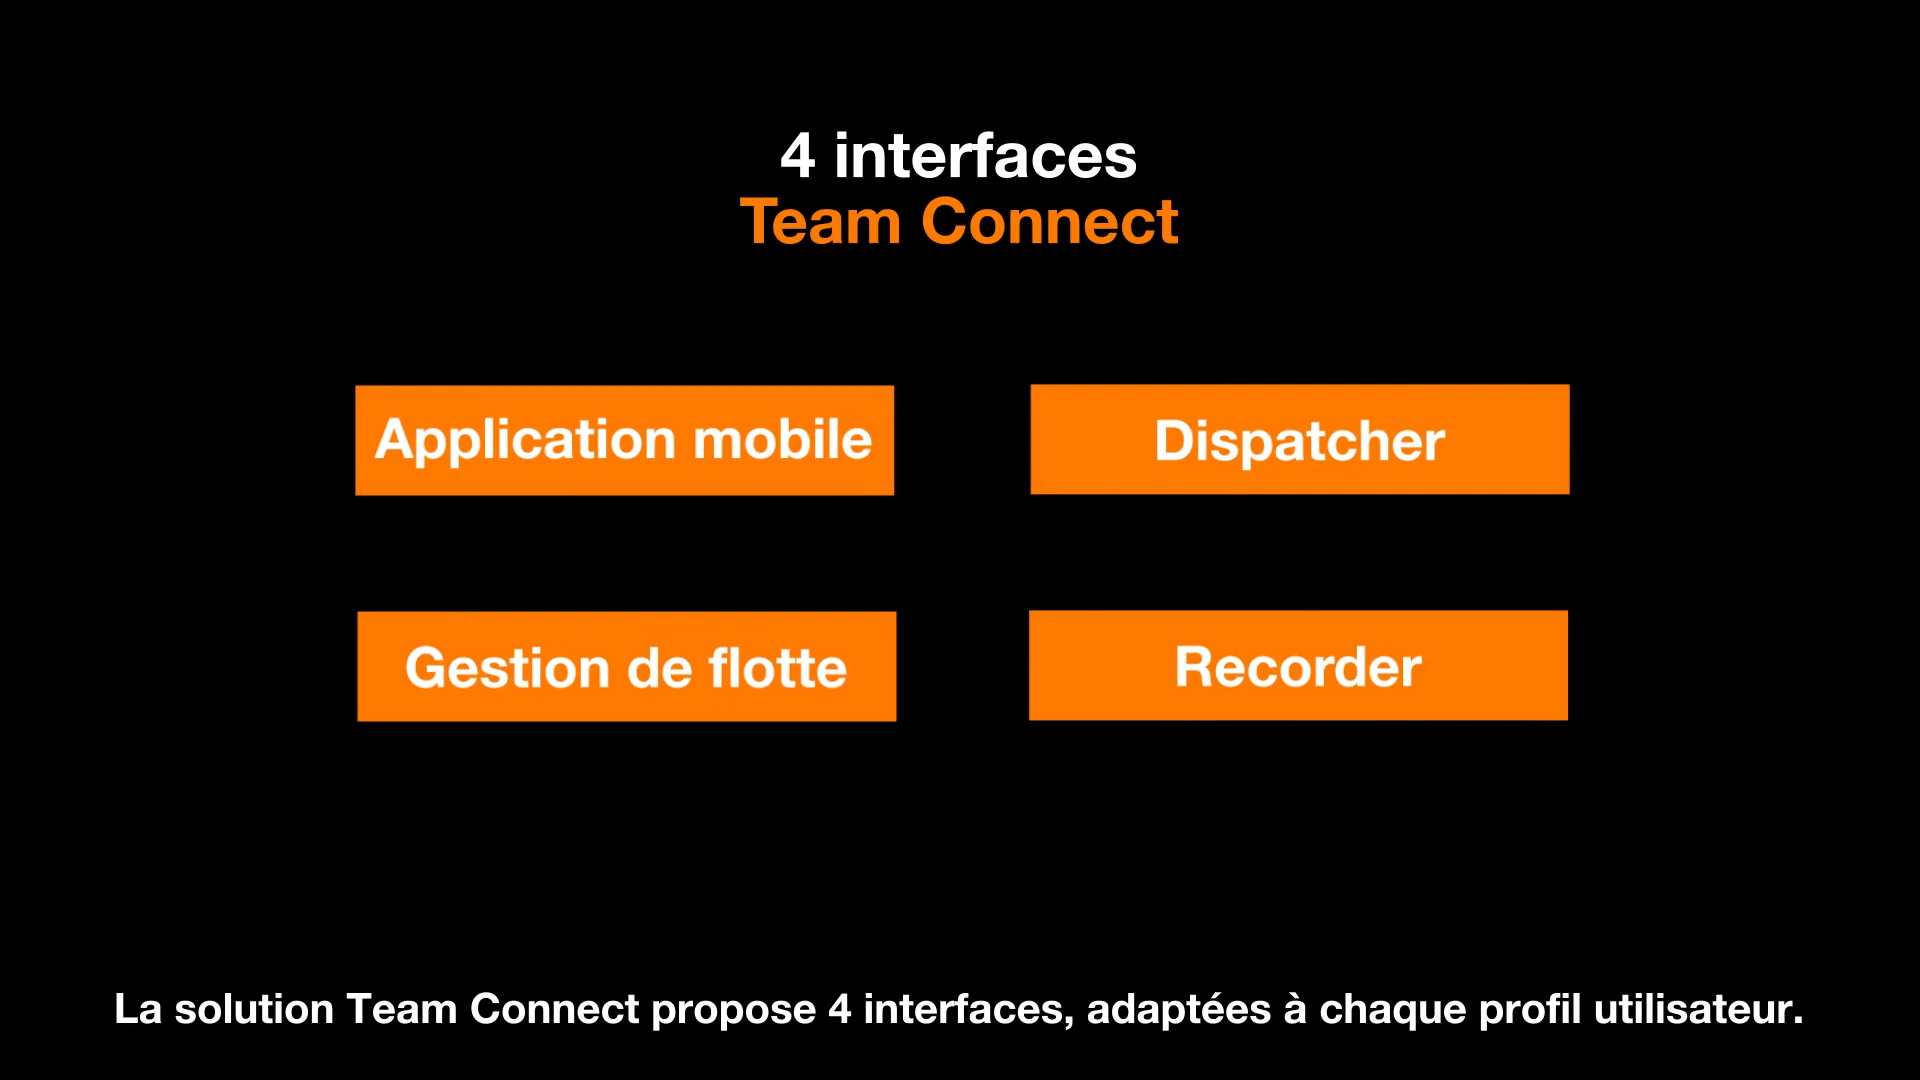 4 interfaces
Team Connect
Application mobile
Dispatcher
Gestion de flotte
Recorder
La solution Team Connect propose 4 interfaces, adaptées à chaque profil utilisateur.